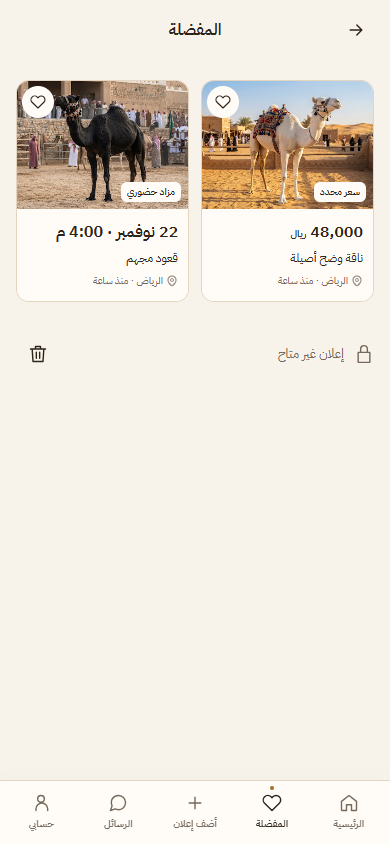 المفضلة
سعر محدد
48,000 ريال
ناقة وضح أصيلة
الرياض · منذ ساعة
مزاد حضوري
22 نوفمبر · 4:00 م
قعود مجهم
الرياض · منذ ساعة
إعلان غير متاح
الرئيسية
المفضلة
أضف إعلان
الرسائل
حسابي